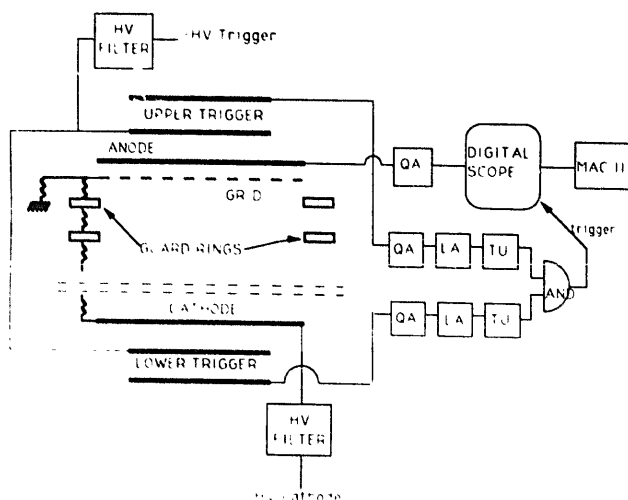 HV
FILTER
-HV Trigger
UPPER TRIGGER
ANODE
QA
DIGITAL
SCOPE
MAC II
GRID
GUARD RINGS
trigger
QA
LA
TU
AND
QA
LA
TU
CATHODE
LOWER TRIGGER
HV
FILTER
Cathode